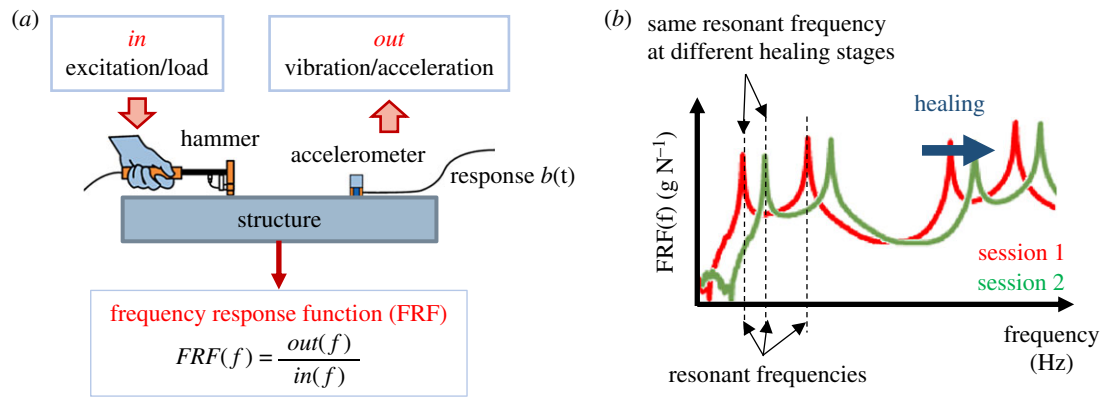 (a)
in
excitation/load
out
vibration/acceleration
hammer
accelerometer
response b(t)
structure
frequency response function (FRF)
FRF(f) = out(f) / in(f)
(b)
same resonant frequency
at different healing stages
healing
FRF(f) (g N⁻¹)
session 1
session 2
frequency
(Hz)
resonant frequencies